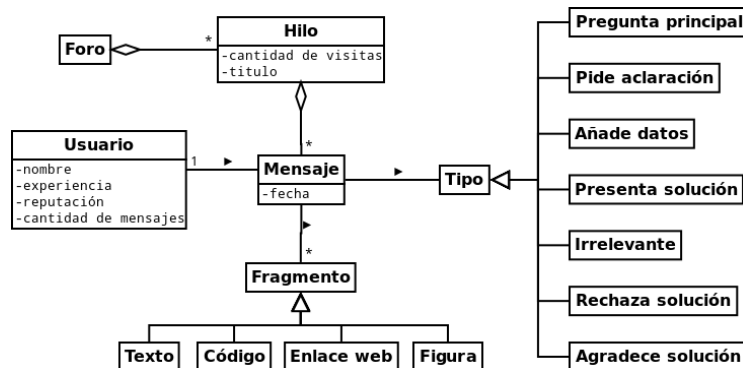 Foro
*
Hilo
-cantidad de visitas
-titulo
Usuario
-nombre
-experiencia
-reputación
-cantidad de mensajes
1
*
Mensaje
-fecha
*
Fragmento
Texto
Código
Enlace web
Figura
Tipo
Pregunta principal
Pide aclaración
Añade datos
Presenta solución
Irrelevante
Rechaza solución
Agradece solución